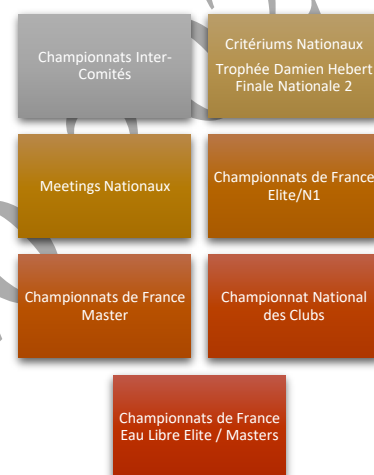 Championnats Inter-
Comités
Critériums Nationaux
Trophée Damien Hebert
Finale Nationale 2
Meetings Nationaux
Championnats de France
Elite/N1
Championnats de France
Master
Championnat National
des Clubs
Championnats de France
Eau Libre Elite / Masters